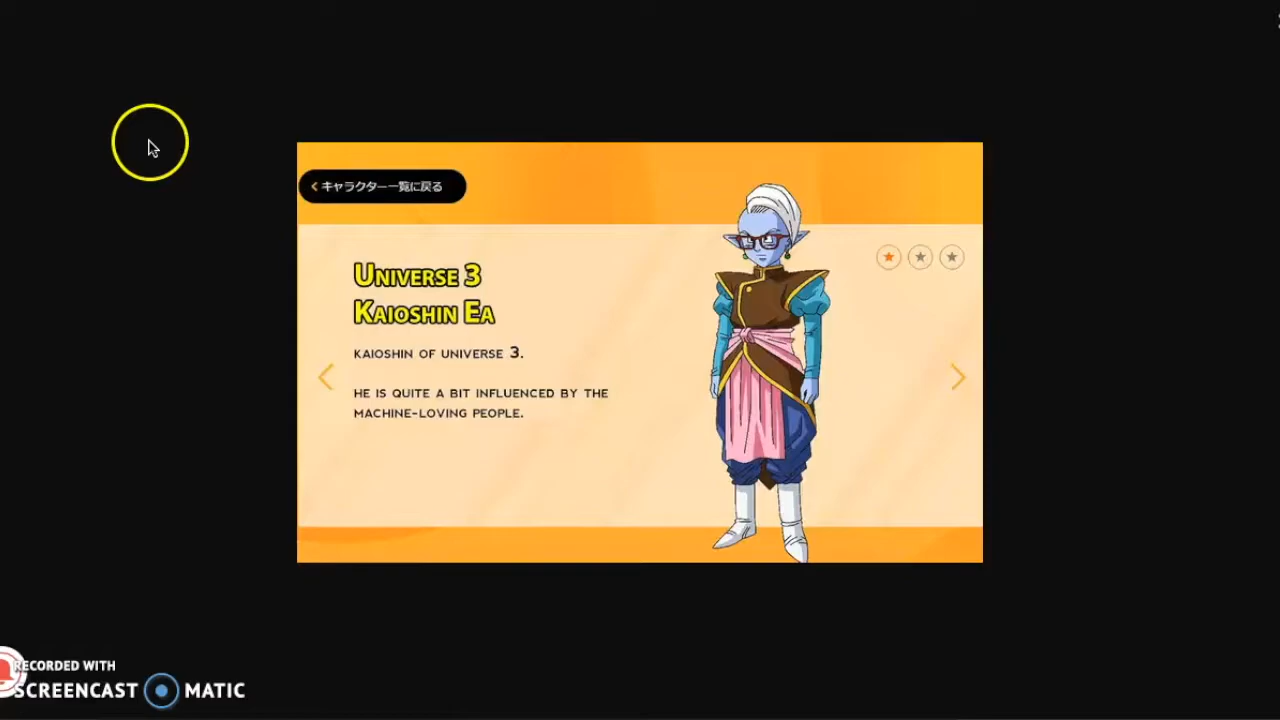 キャラクター一覧に戻る
UNIVERSE 3
KAIOSHIN EA
KAIOSHIN OF UNIVERSE 3.
HE IS QUITE A BIT INFLUENCED BY THE
MACHINE-LOVING PEOPLE.
RECORDED WITH
SCREENCAST MATIC